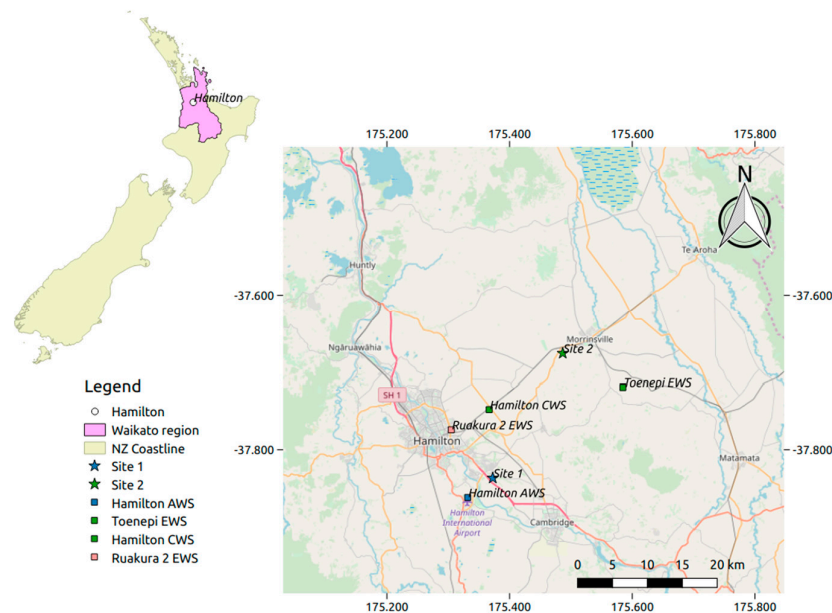 Hamilton
175.200 175.400 175.600 175.800
N
Te Aroha
Huntly
-37.600 -37.600
Morrinsville
Site 2
Ngāruawāhia
Toenepi EWS
SH 1
Hamilton CWS
Ruakura 2 EWS
Hamilton
-37.800 -37.800
Matamata
Site 1
Hamilton AWS
Hamilton
International
Airport
Cambridge
0 5 10 15 20 km
175.200 175.400 175.600 175.800
Legend
Hamilton
Waikato region
NZ Coastline
Site 1
Site 2
Hamilton AWS
Toenepi EWS
Hamilton CWS
Ruakura 2 EWS